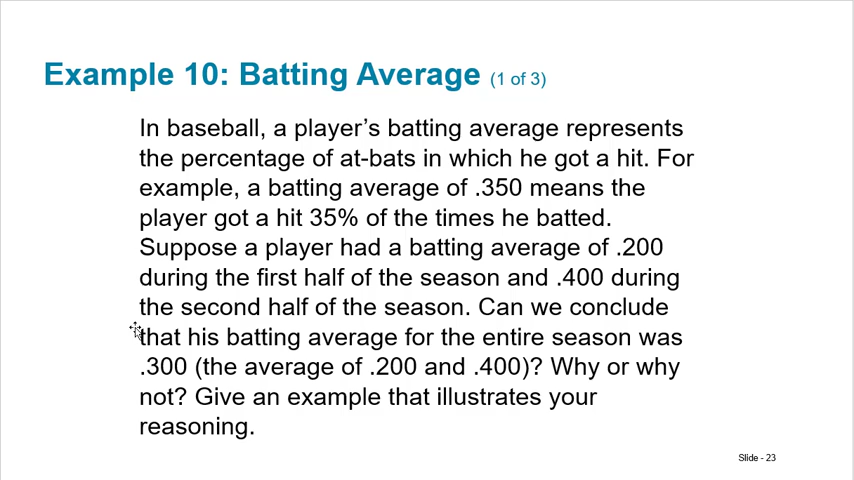 Example 10: Batting Average (1 of 3)
In baseball, a player’s batting average represents
the percentage of at-bats in which he got a hit. For
example, a batting average of .350 means the
player got a hit 35% of the times he batted.
Suppose a player had a batting average of .200
during the first half of the season and .400 during
the second half of the season. Can we conclude
that his batting average for the entire season was
.300 (the average of .200 and .400)? Why or why
not? Give an example that illustrates your
reasoning.
Slide - 23